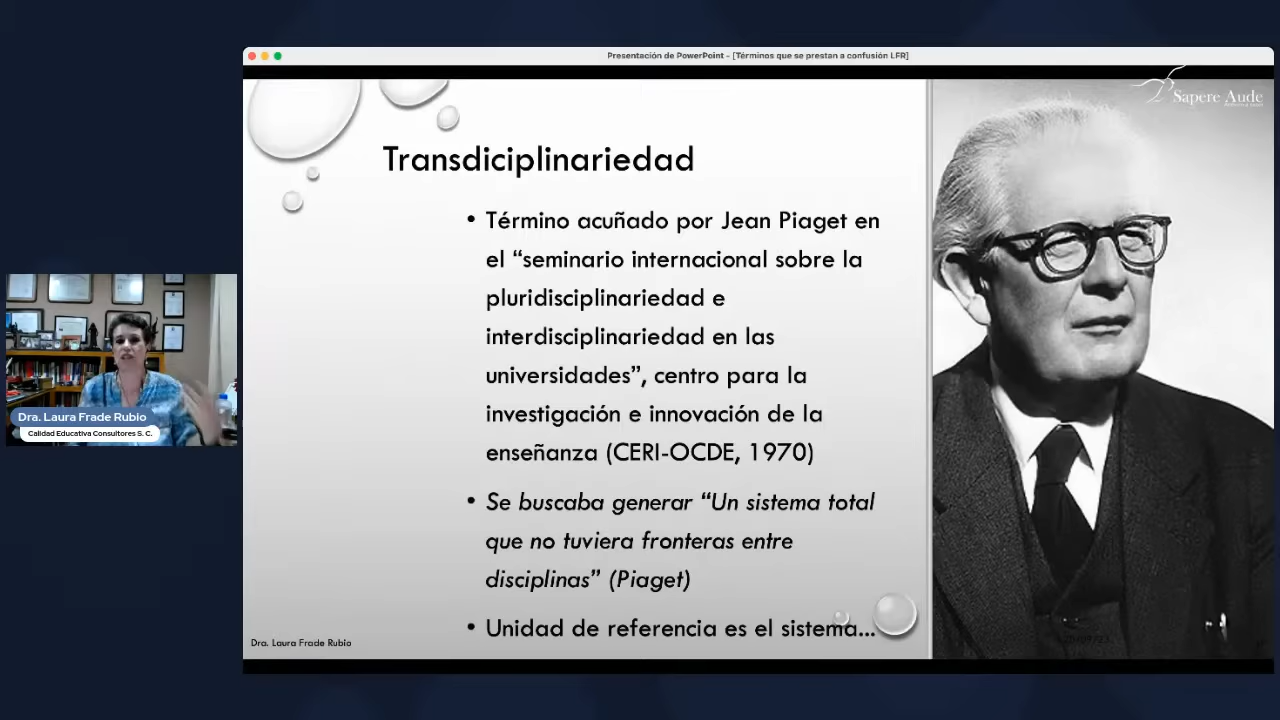 Presentación de PowerPoint - [Términos que se prestan a confusión LFR]
Sapere Aude
Transdiciplinariedad
• Término acuñado por Jean Piaget en
el “seminario internacional sobre la
pluridisciplinariedad e
interdisciplinariedad en las
universidades”, centro para la
investigación e innovación de la
enseñanza (CERI-OCDE, 1970)
• Se buscaba generar “Un sistema total
que no tuviera fronteras entre
disciplinas” (Piaget)
• Unidad de referencia es el sistema...
Dra. Laura Frade Rubio
Dra. Laura Frade Rubio
Calidad Educativa Consultores S. C.